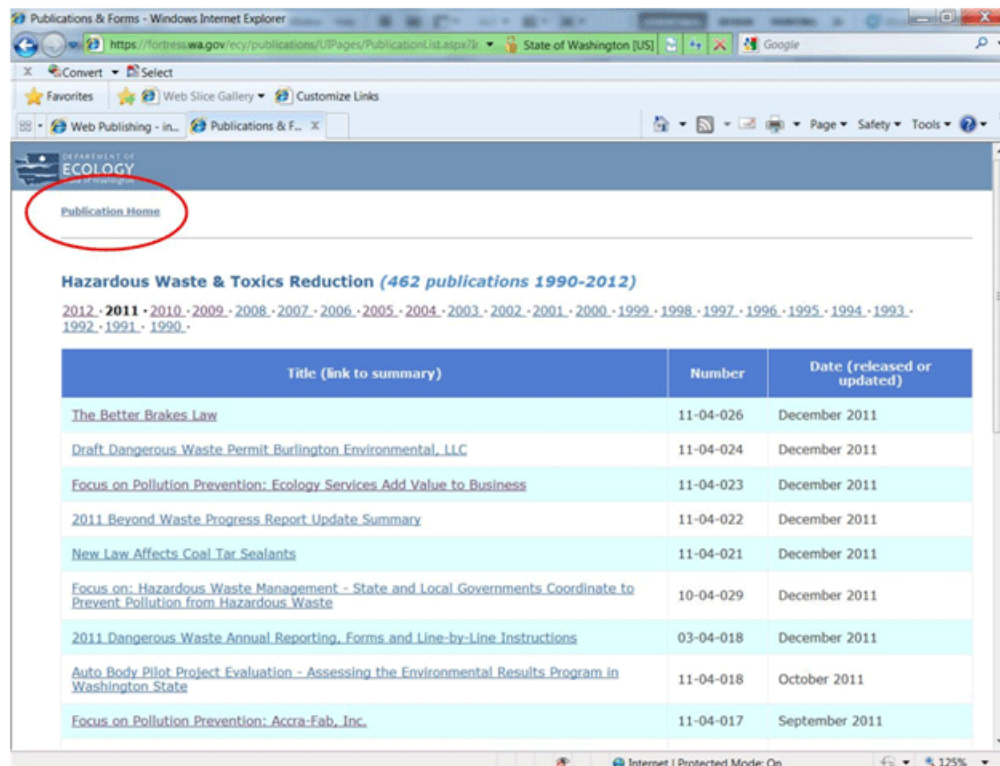 Publications & Forms - Windows Internet Explorer
https://fortress.wa.gov/ecy/publications/UIPages/PublicationList.aspx?Ir
State of Washington [US]
Google
x Convert Select
Favorites Web Slice Gallery Customize Links
Web Publishing - in... Publications & F... X
Page Safety Tools
DEPARTMENT OF
ECOLOGY
Publication Home
Hazardous Waste & Toxics Reduction (462 publications 1990-2012)
2012 · 2011 · 2010 · 2009 · 2008 · 2007 · 2006 · 2005 · 2004 · 2003 · 2002 · 2001 · 2000 · 1999 · 1998 · 1997 · 1996 · 1995 · 1994 · 1993 ·
1992 · 1991 · 1990 ·
Title (link to summary) Number Date (released or
updated)
The Better Brakes Law 11-04-026 December 2011
Draft Dangerous Waste Permit Burlington Environmental, LLC 11-04-024 December 2011
Focus on Pollution Prevention: Ecology Services Add Value to Business 11-04-023 December 2011
2011 Beyond Waste Progress Report Update Summary 11-04-022 December 2011
New Law Affects Coal Tar Sealants 11-04-021 December 2011
Focus on: Hazardous Waste Management - State and Local Governments Coordinate to
Prevent Pollution from Hazardous Waste 10-04-029 December 2011
2011 Dangerous Waste Annual Reporting, Forms and Line-by-Line Instructions 03-04-018 December 2011
Auto Body Pilot Project Evaluation - Assessing the Environmental Results Program in
Washington State 11-04-018 October 2011
Focus on Pollution Prevention: Accra-Fab, Inc. 11-04-017 September 2011
Internet | Protected Mode: On 125%